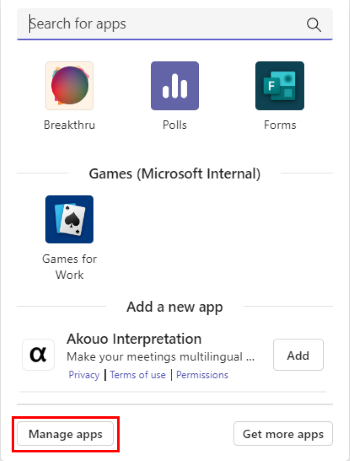 Search for apps
Breakthru
Polls
F
Forms
Games (Microsoft Internal)
Games for
Work
Add a new app
α
Akouo Interpretation
Make your meetings multilingual ...
Add
Privacy | Terms of use | Permissions
Manage apps
Get more apps